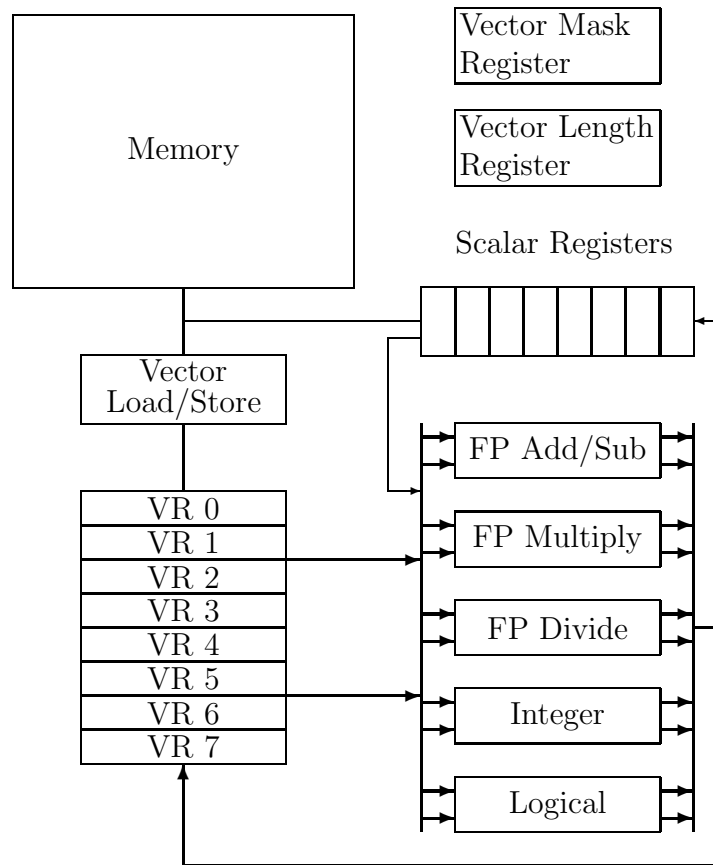 Memory
Vector Mask
Register
Vector Length
Register
Scalar Registers
Vector
Load/Store
VR 0
VR 1
VR 2
VR 3
VR 4
VR 5
VR 6
VR 7
FP Add/Sub
FP Multiply
FP Divide
Integer
Logical